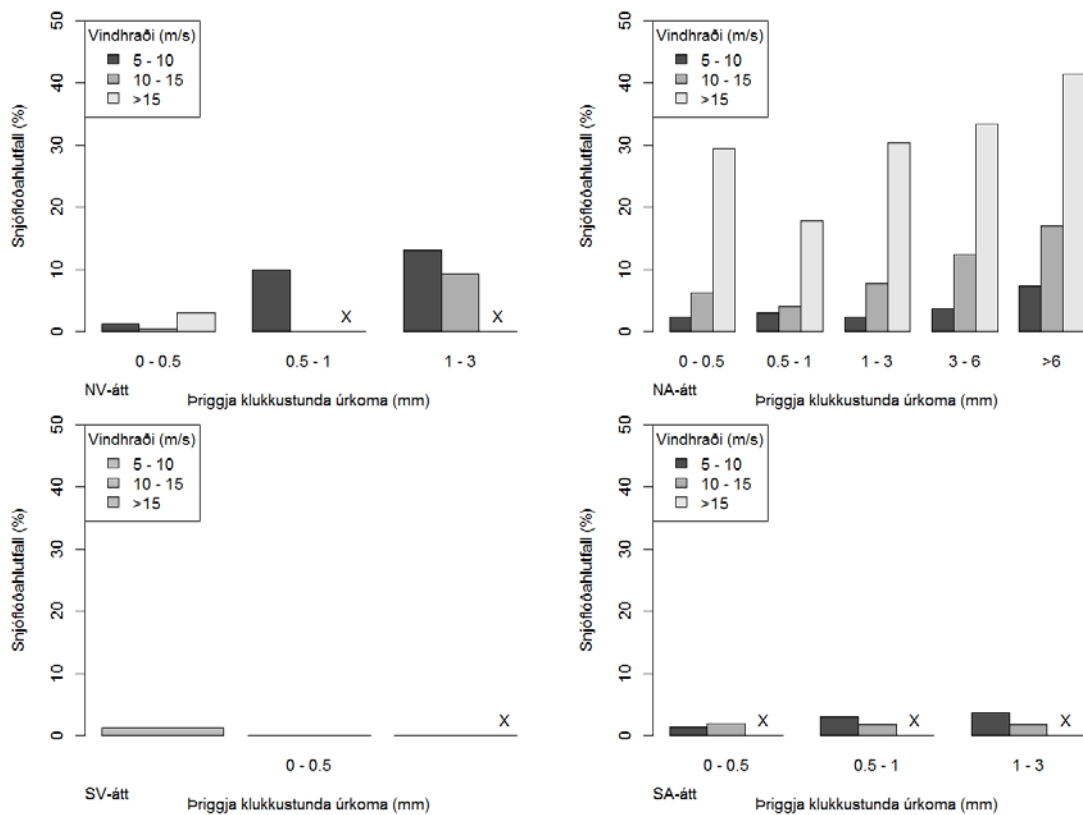 50
40
30
20
10
0
Snjóflóðahlutfall (%)
Vindhraði (m/s)
5 - 10
10 - 15
>15
X
X
0 - 0.5
0.5 - 1
1 - 3
NV-átt
Þriggja klukkustunda úrkoma (mm)
50
40
30
20
10
0
Snjóflóðahlutfall (%)
Vindhraði (m/s)
5 - 10
10 - 15
>15
0 - 0.5
0.5 - 1
1 - 3
3 - 6
>6
NA-átt
Þriggja klukkustunda úrkoma (mm)
50
40
30
20
10
0
Snjóflóðahlutfall (%)
Vindhraði (m/s)
5 - 10
10 - 15
>15
X
0 - 0.5
SV-átt
Þriggja klukkustunda úrkoma (mm)
50
40
30
20
10
0
Snjóflóðahlutfall (%)
Vindhraði (m/s)
5 - 10
10 - 15
>15
X
X
X
0 - 0.5
0.5 - 1
1 - 3
SA-átt
Þriggja klukkustunda úrkoma (mm)